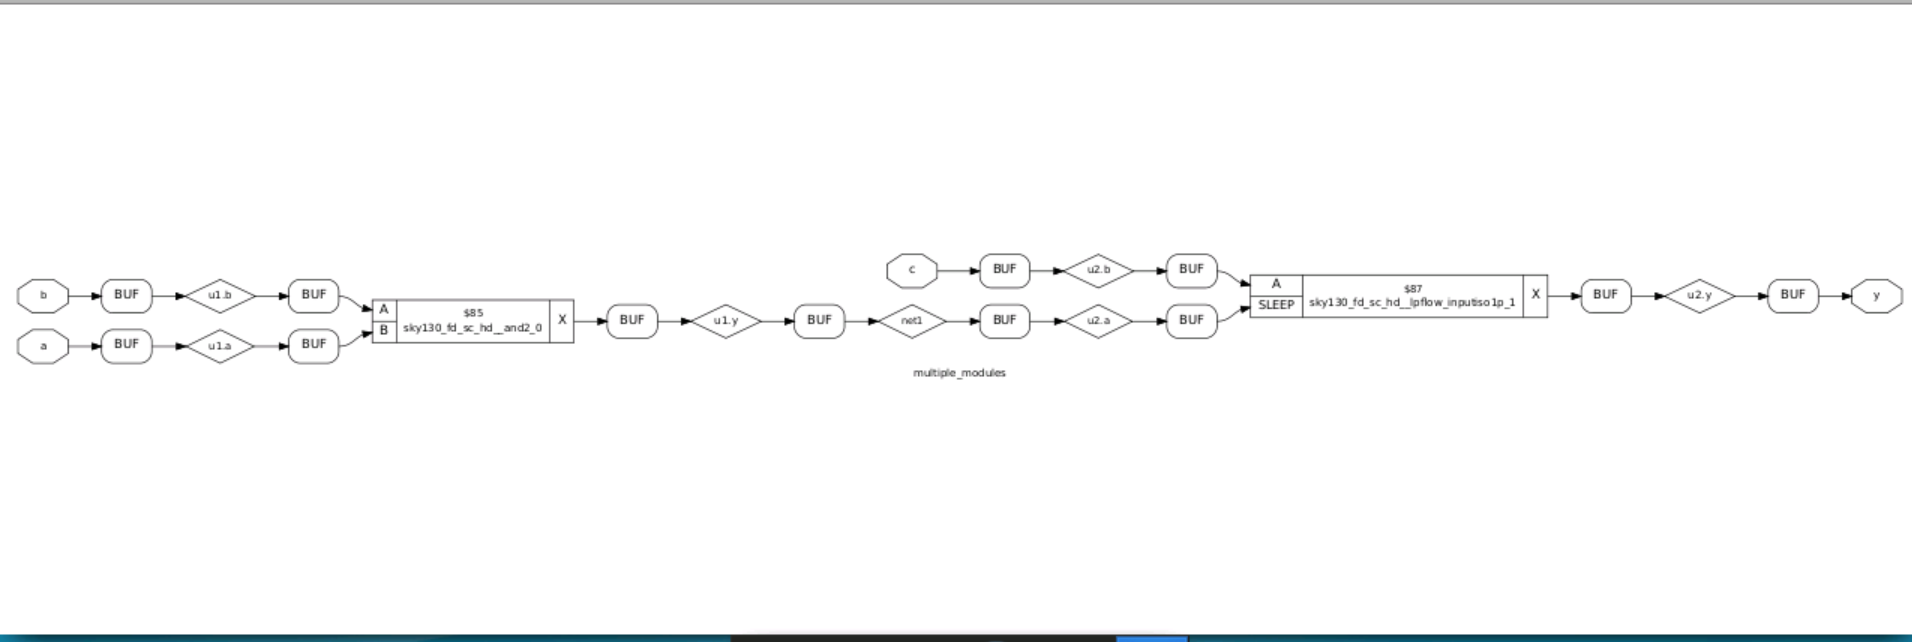 c BUF u2.b BUF
b BUF u1.b BUF
A $87 X BUF u2.y BUF y
sky130_fd_sc_hd__lpflow_inputiso1p_1
SLEEP
A $85 X BUF u1.y BUF net1 BUF u2.a BUF
sky130_fd_sc_hd__and2_0
B
a BUF u1.a BUF
multiple_modules